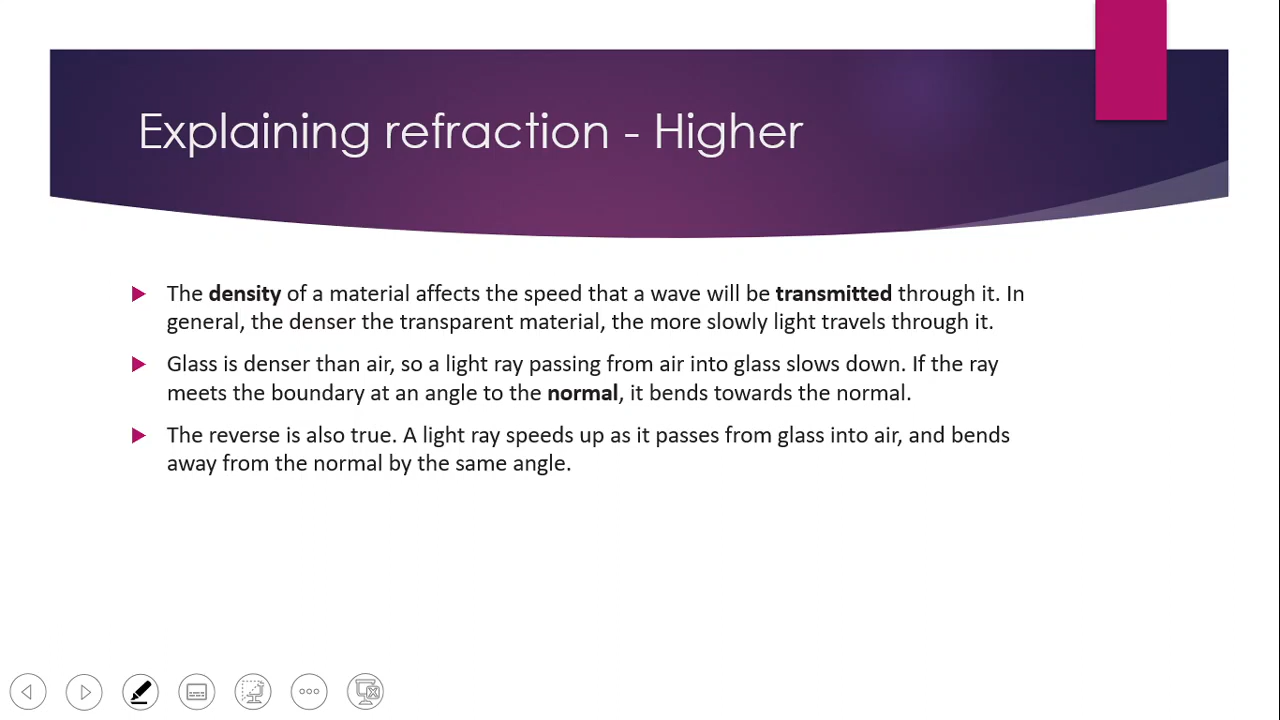 Explaining refraction - Higher
The density of a material affects the speed that a wave will be transmitted through it. In
general, the denser the transparent material, the more slowly light travels through it.
Glass is denser than air, so a light ray passing from air into glass slows down. If the ray
meets the boundary at an angle to the normal, it bends towards the normal.
The reverse is also true. A light ray speeds up as it passes from glass into air, and bends
away from the normal by the same angle.